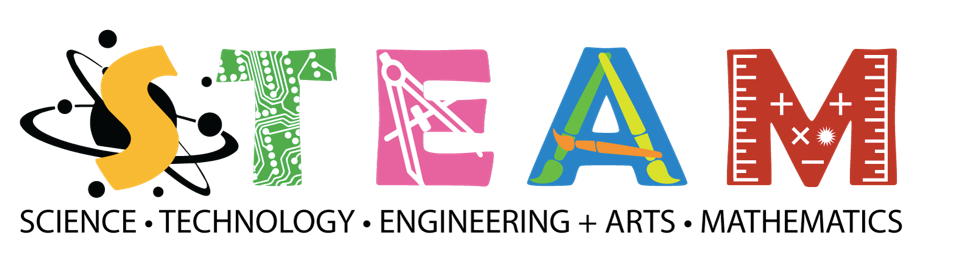 STEAM
SCIENCE • TECHNOLOGY • ENGINEERING + ARTS • MATHEMATICS